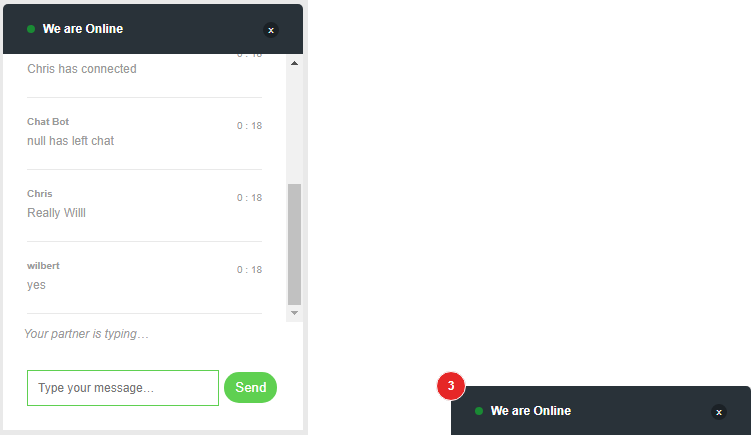 We are Online
x
0 : 18
Chris has connected
Chat Bot
0 : 18
null has left chat
Chris
0 : 18
Really Willl
wilbert
0 : 18
yes
Your partner is typing…
Type your message…
Send
3
We are Online
x